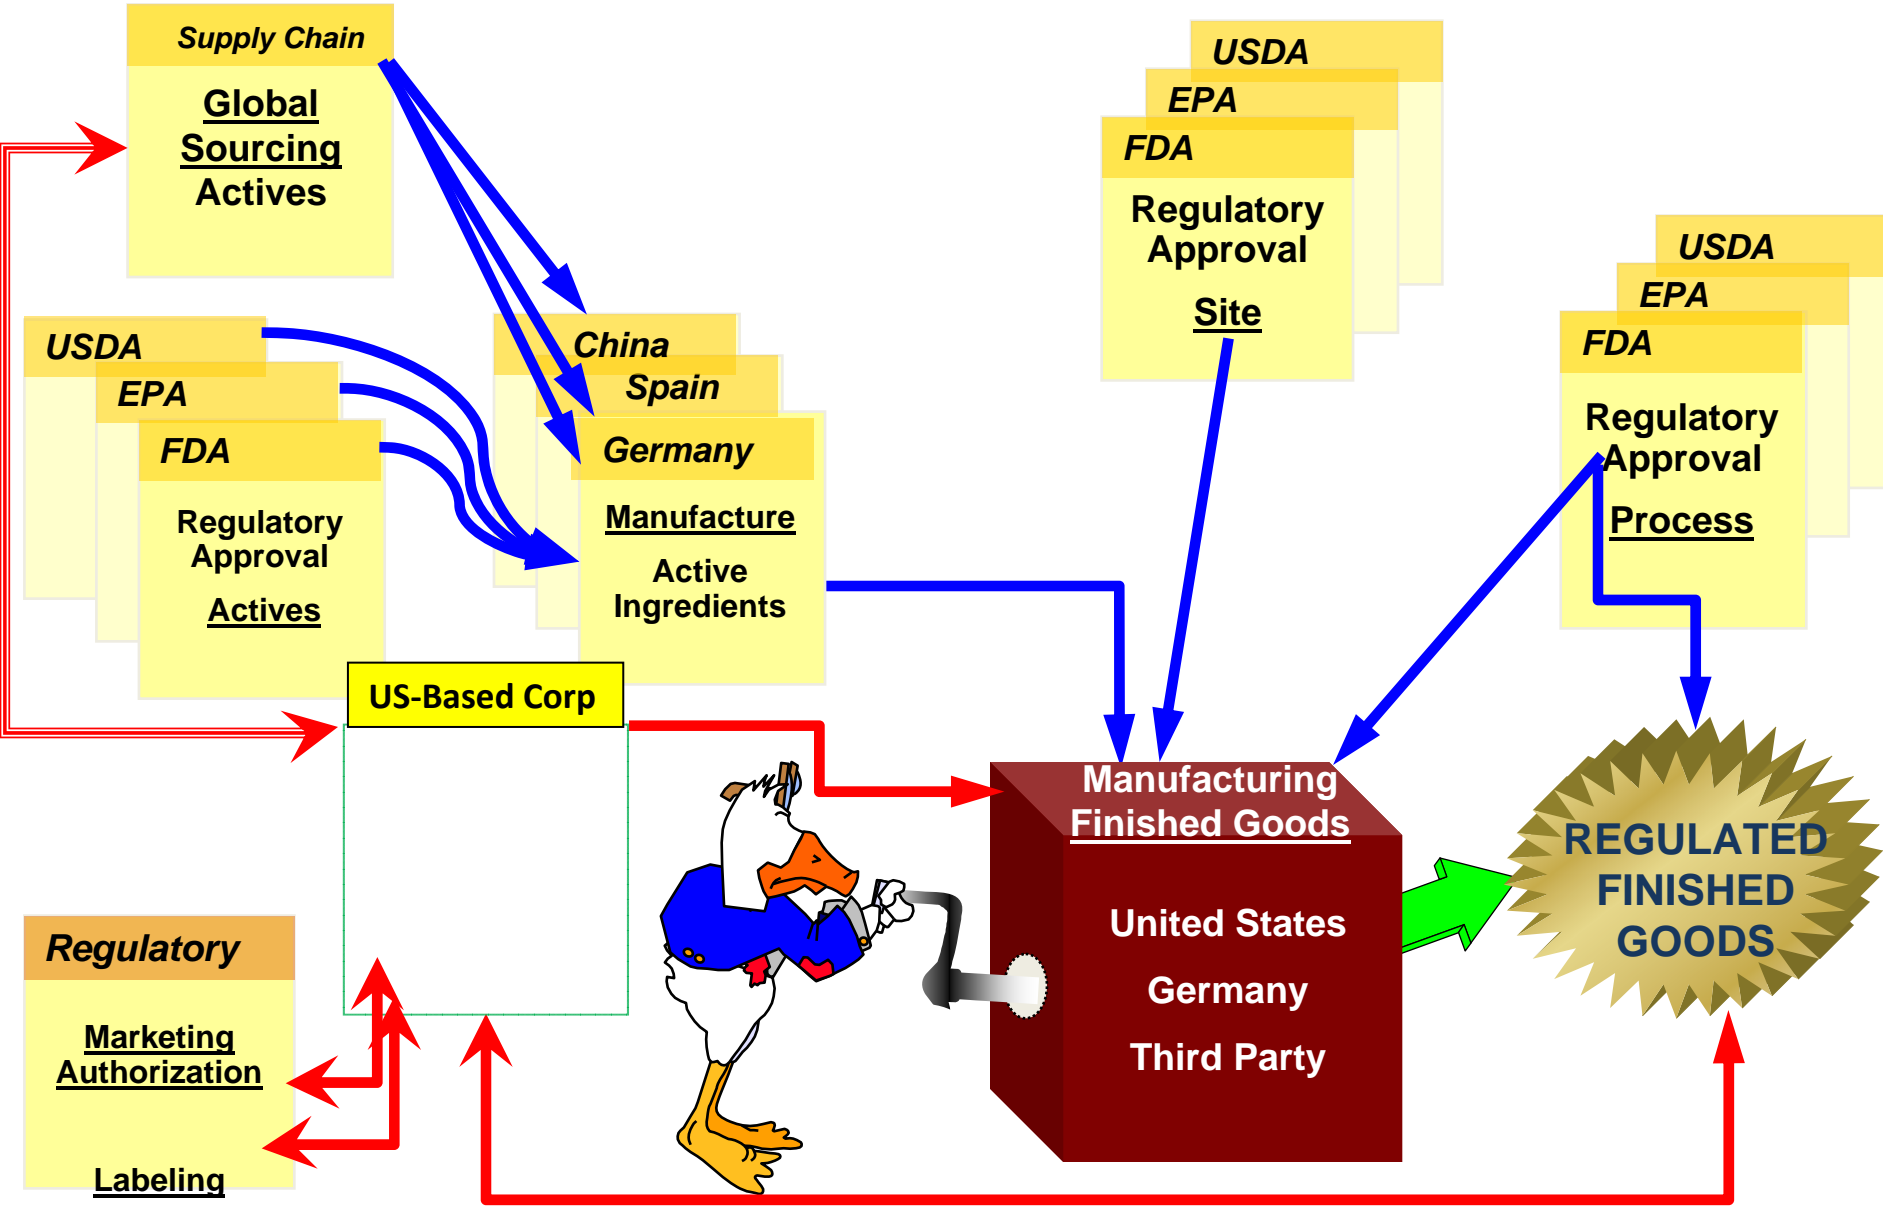 Supply Chain
Global
Sourcing
Actives
USDA
EPA
FDA
Regulatory
Approval
Site
USDA
EPA
FDA
Regulatory
Approval
Process
USDA
EPA
FDA
Regulatory
Approval
Actives
China
Spain
Germany
Manufacture
Active
Ingredients
US-Based Corp
Manufacturing
Finished Goods
United States
Germany
Third Party
REGULATED
FINISHED
GOODS
Regulatory
Marketing
Authorization
Labeling